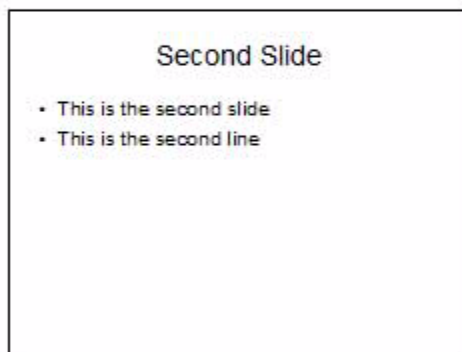 Second Slide
• This is the second slide
• This is the second line